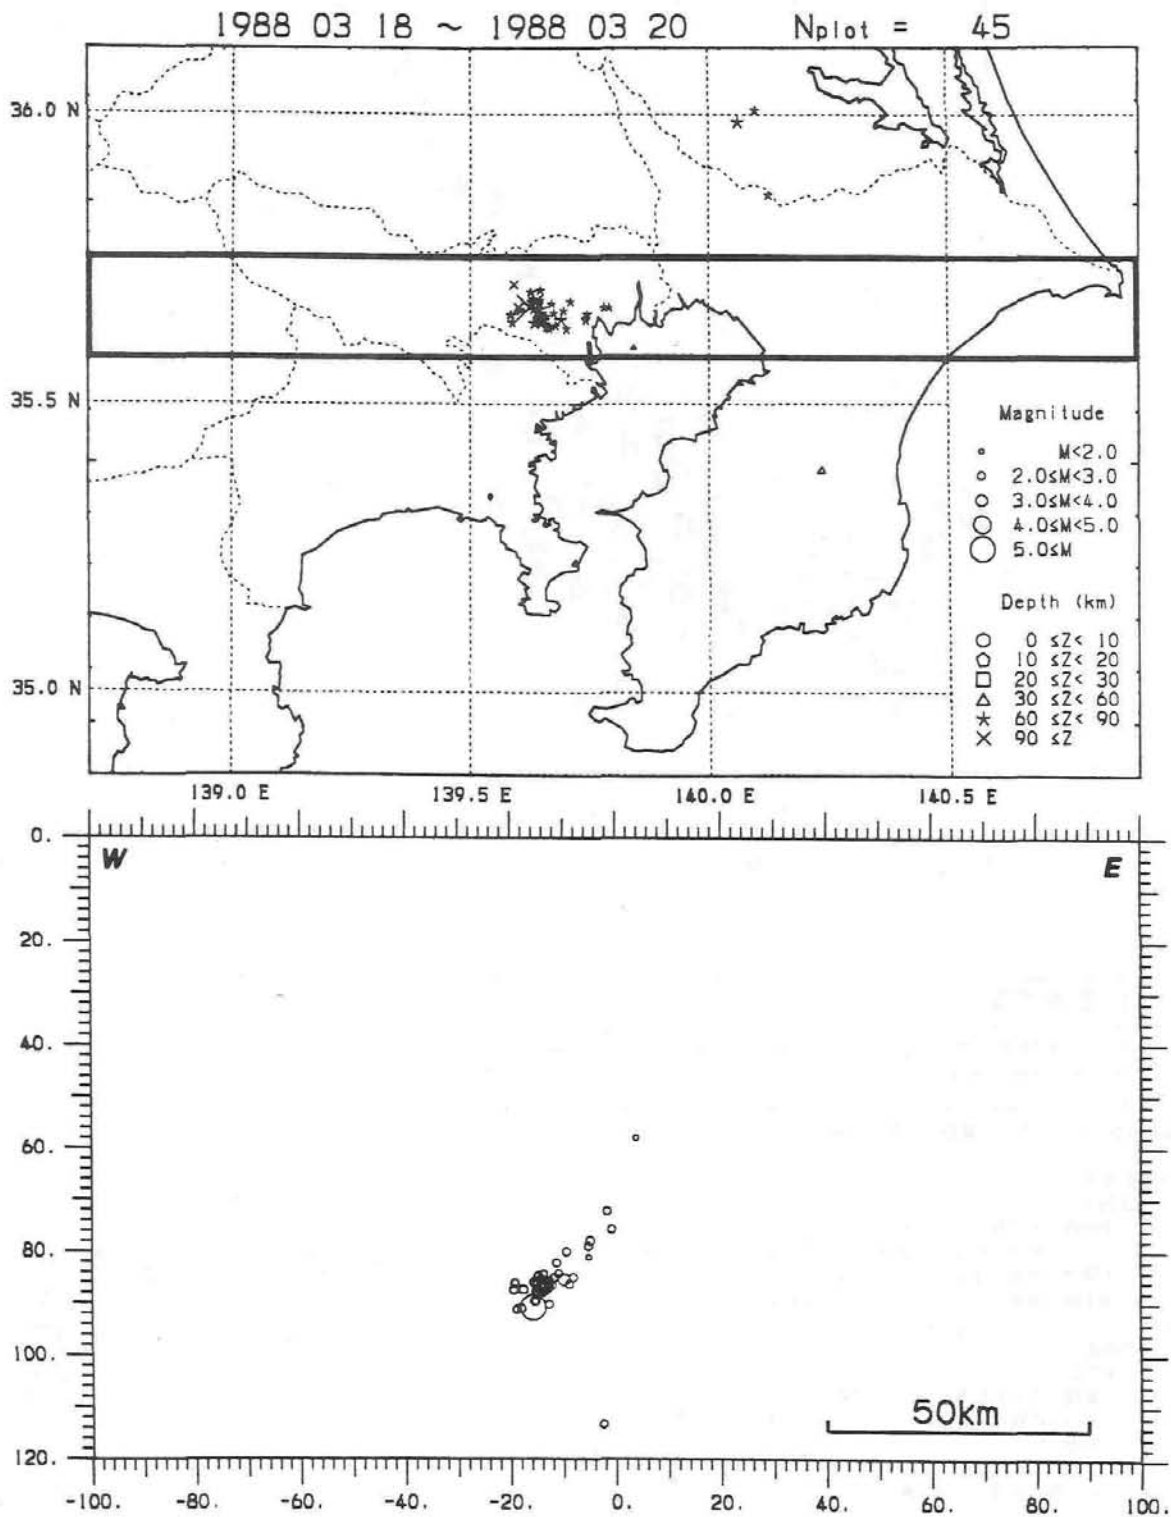 1988 03 18 ~ 1988 03 20 Nplot = 45
36.0 N
35.5 N
35.0 N
Magnitude
M<2.0
2.0≤M<3.0
3.0≤M<4.0
4.0≤M<5.0
5.0≤M
Depth (km)
0 ≤Z< 10
10 ≤Z< 20
20 ≤Z< 30
30 ≤Z< 60
60 ≤Z< 90
90 ≤Z
139.0 E 139.5 E 140.0 E 140.5 E
W E
0.
20.
40.
60.
80.
100.
120.
50km
-100. -80. -60. -40. -20. 0. 20. 40. 60. 80. 100.